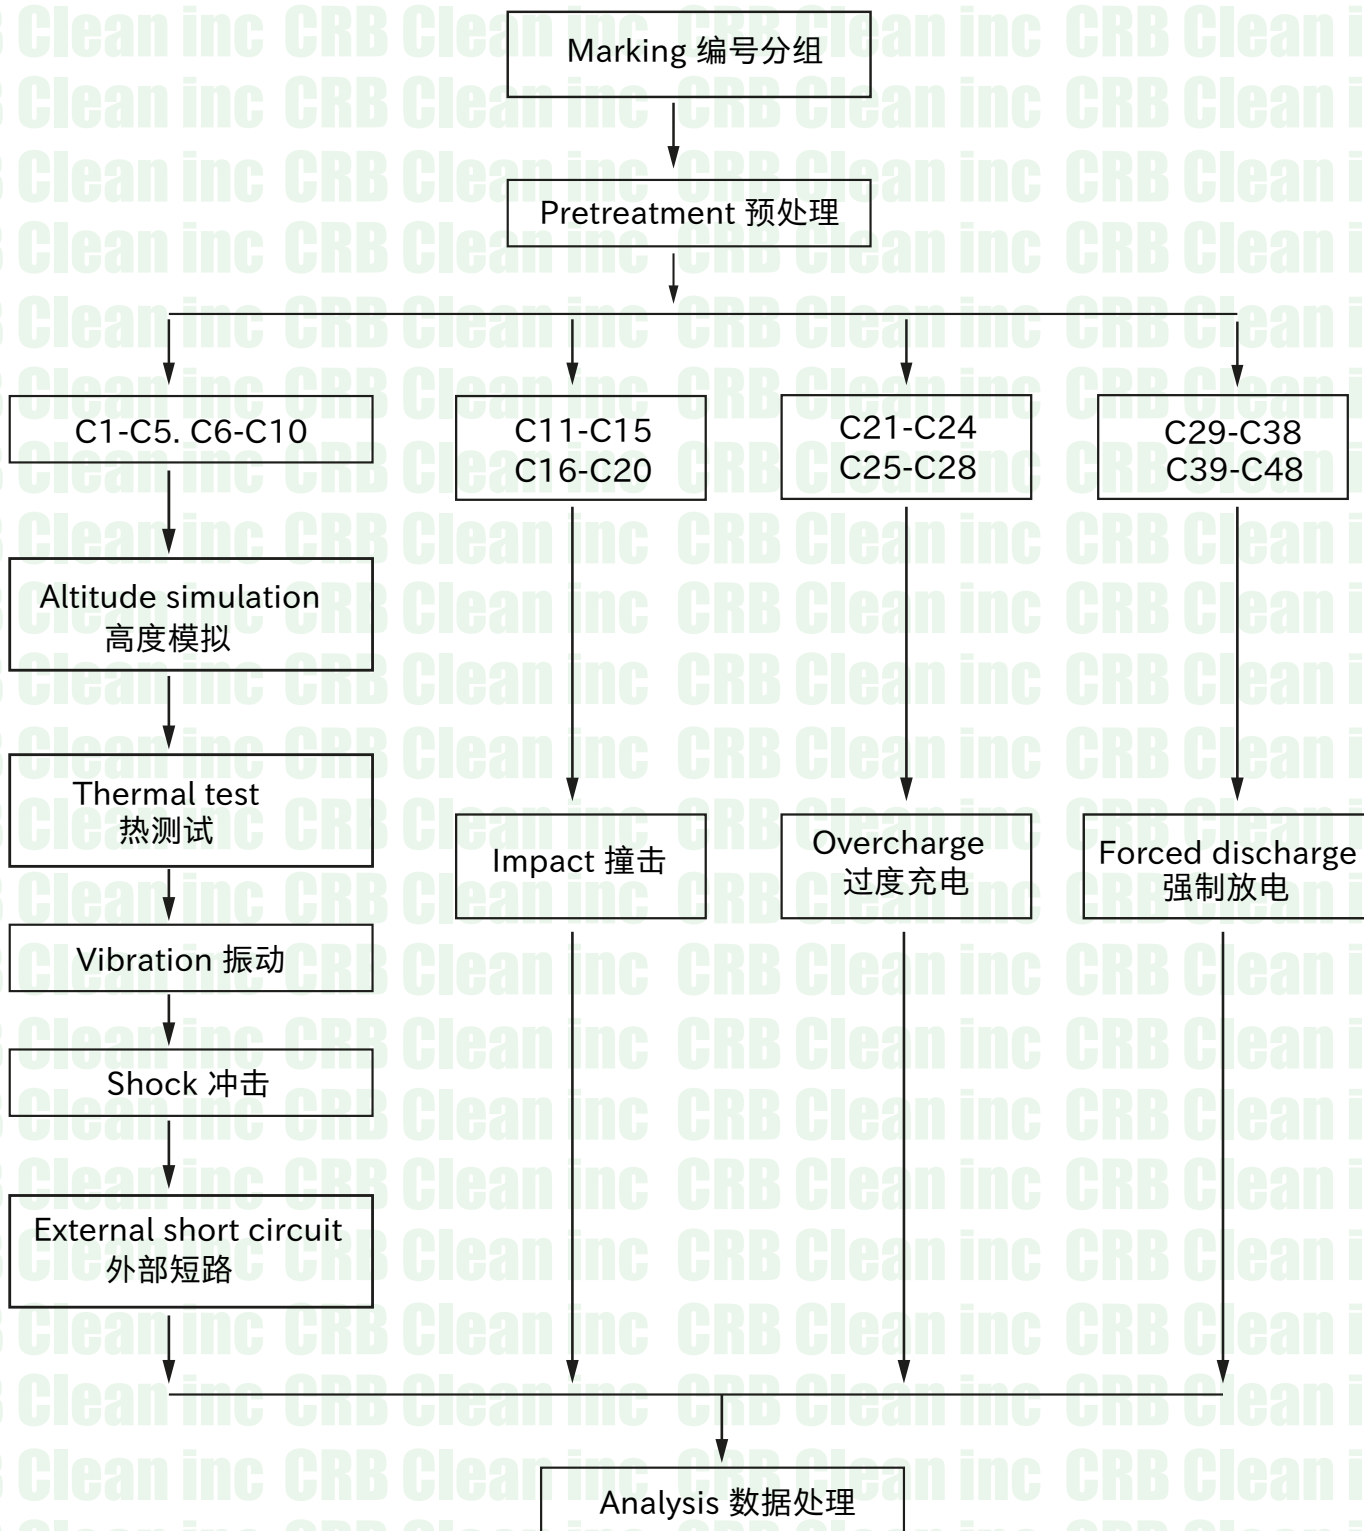 Marking 编号分组
Pretreatment 预处理
C1-C5. C6-C10
C11-C15
C16-C20
C21-C24
C25-C28
C29-C38
C39-C48
Altitude simulation
高度模拟
Thermal test
热测试
Vibration 振动
Shock 冲击
External short circuit
外部短路
Impact 撞击
Overcharge
过度充电
Forced discharge
强制放电
Analysis 数据处理
CRB Clean inc